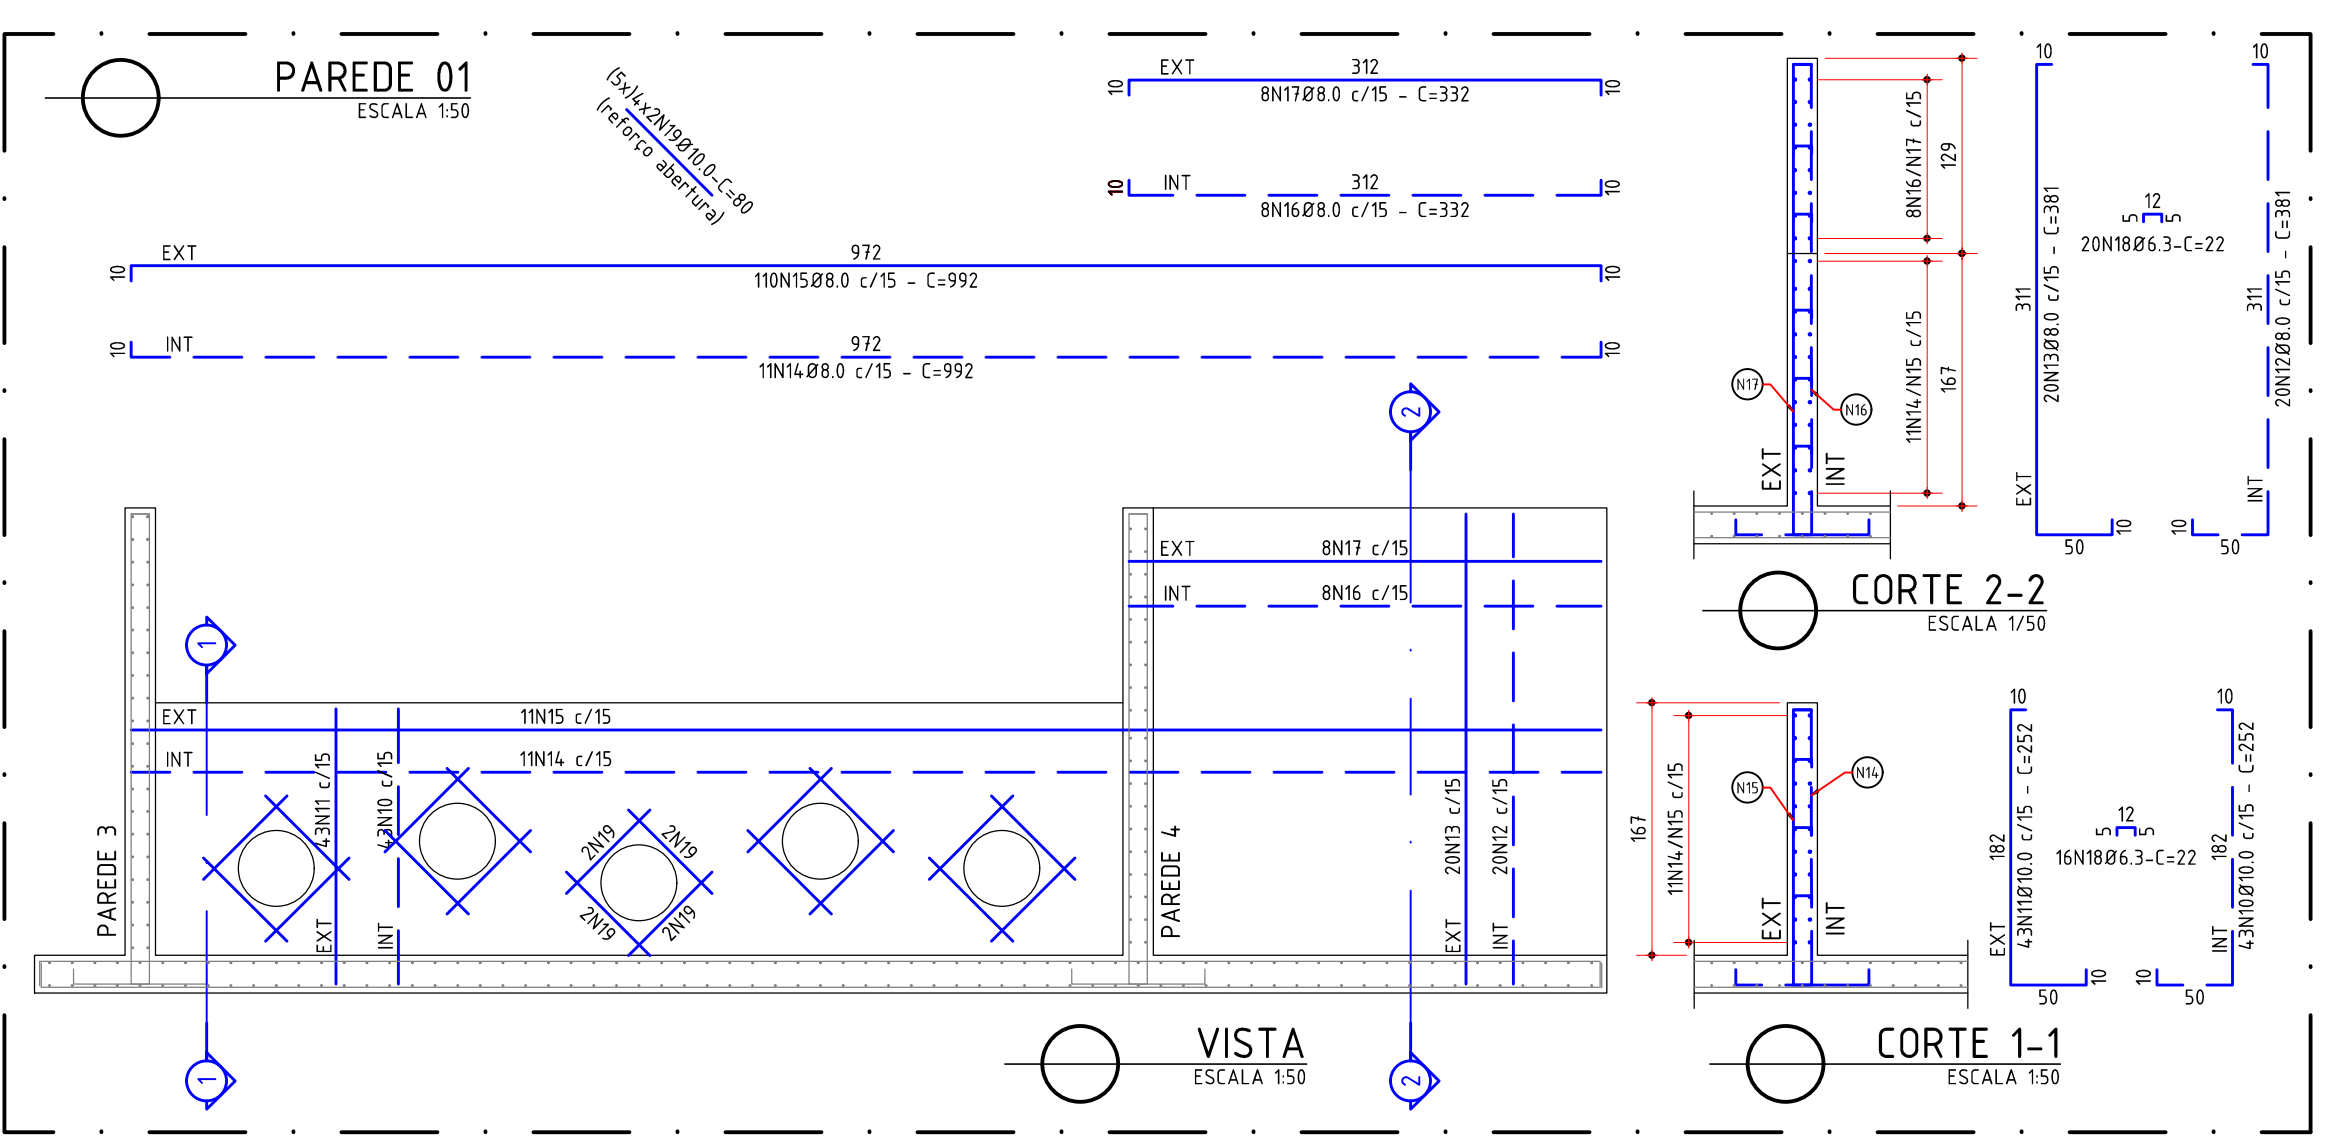 PAREDE 01
ESCALA 1:50
(5x)4x2N19Ø10.0-C=80
(reforço abertura)
EXT
312
10
10
8N17Ø8.0 c/15 - C=332
INT
312
10
10
8N16Ø8.0 c/15 - C=332
EXT
972
10
10
110N15Ø8.0 c/15 - C=992
INT
972
10
10
11N14Ø8.0 c/15 - C=992
1
2
EXT
8N17 c/15
INT
8N16 c/15
EXT
11N15 c/15
INT
11N14 c/15
PAREDE 3
43N11 c/15
43N10 c/15
EXT
INT
2N19
2N19
2N19
2N19
PAREDE 4
20N13 c/15
20N12 c/15
EXT
INT
1
2
VISTA
ESCALA 1:50
8N16/N17 c/15
129
11N14/N15 c/15
167
N17
N16
EXT
INT
CORTE 2-2
ESCALA 1/50
10
311
20N13Ø8.0 c/15 - C=381
EXT
50
10
12
5
5
20N18Ø6.3-C=22
10
311
20N12Ø8.0 c/15 - C=381
INT
10
50
167
11N14/N15 c/15
N15
N14
EXT
INT
CORTE 1-1
ESCALA 1:50
10
182
43N11Ø10.0 c/15 - C=252
EXT
50
10
12
5
5
16N18Ø6.3-C=22
10
182
43N10Ø10.0 c/15 - C=252
INT
10
50